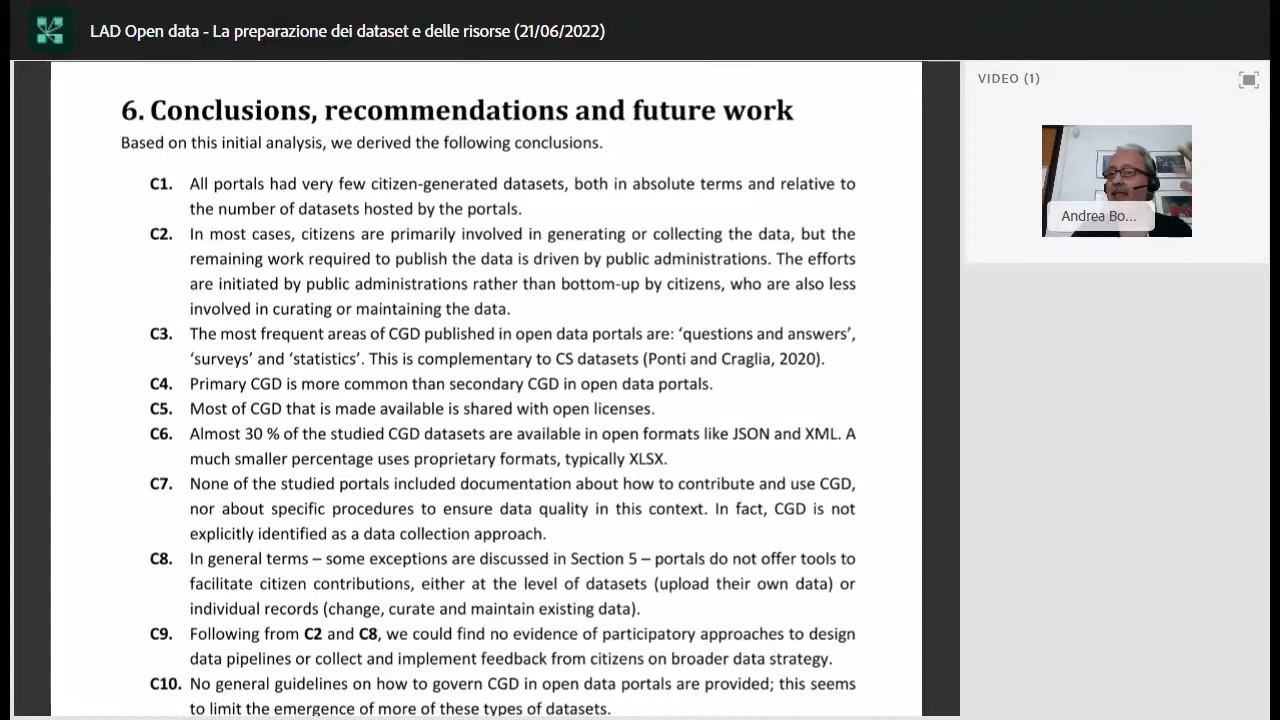 LAD Open data - La preparazione dei dataset e delle risorse (21/06/2022)
6. Conclusions, recommendations and future work
Based on this initial analysis, we derived the following conclusions.
C1. All portals had very few citizen-generated datasets, both in absolute terms and relative to
the number of datasets hosted by the portals.
C2. In most cases, citizens are primarily involved in generating or collecting the data, but the
remaining work required to publish the data is driven by public administrations. The efforts
are initiated by public administrations rather than bottom-up by citizens, who are also less
involved in curating or maintaining the data.
C3. The most frequent areas of CGD published in open data portals are: ‘questions and answers’,
‘surveys’ and ‘statistics’. This is complementary to CS datasets (Ponti and Craglia, 2020).
C4. Primary CGD is more common than secondary CGD in open data portals.
C5. Most of CGD that is made available is shared with open licenses.
C6. Almost 30 % of the studied CGD datasets are available in open formats like JSON and XML. A
much smaller percentage uses proprietary formats, typically XLSX.
C7. None of the studied portals included documentation about how to contribute and use CGD,
nor about specific procedures to ensure data quality in this context. In fact, CGD is not
explicitly identified as a data collection approach.
C8. In general terms – some exceptions are discussed in Section 5 – portals do not offer tools to
facilitate citizen contributions, either at the level of datasets (upload their own data) or
individual records (change, curate and maintain existing data).
C9. Following from C2 and C8, we could find no evidence of participatory approaches to design
data pipelines or collect and implement feedback from citizens on broader data strategy.
C10. No general guidelines on how to govern CGD in open data portals are provided; this seems
to limit the emergence of more of these types of datasets.
VIDEO (1)
Andrea Bo...